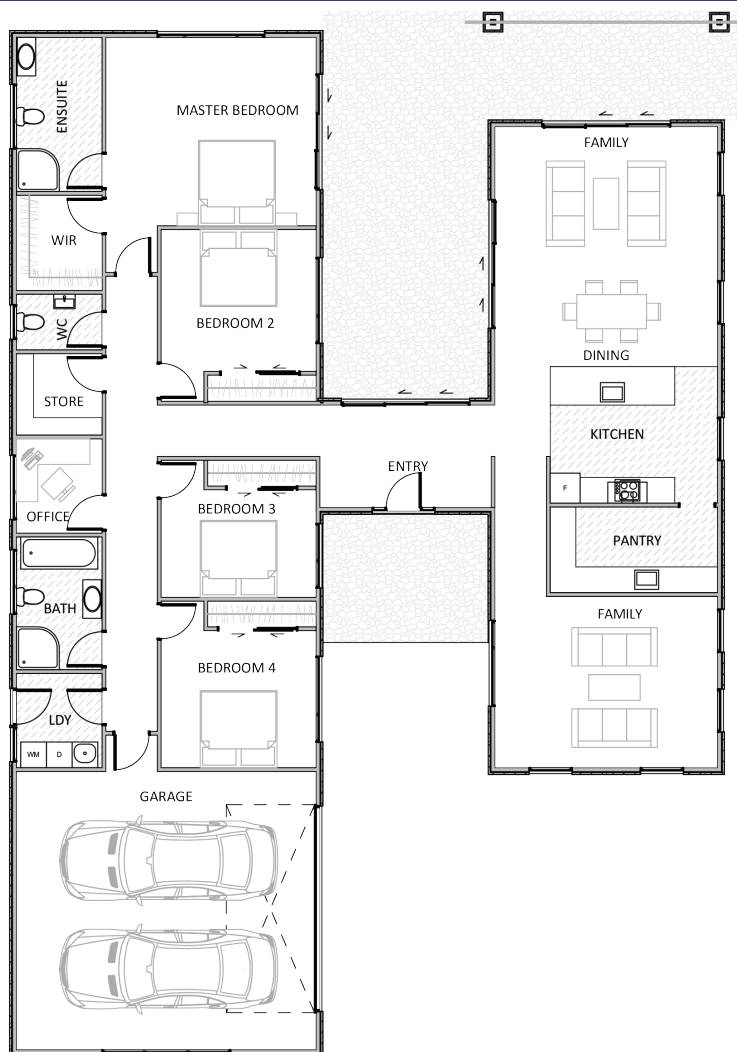 ENSUITE
MASTER BEDROOM
FAMILY
WIR
WC
BEDROOM 2
DINING
STORE
KITCHEN
ENTRY
F
OFFICE
BEDROOM 3
PANTRY
BATH
FAMILY
BEDROOM 4
LDY
WM
D
GARAGE